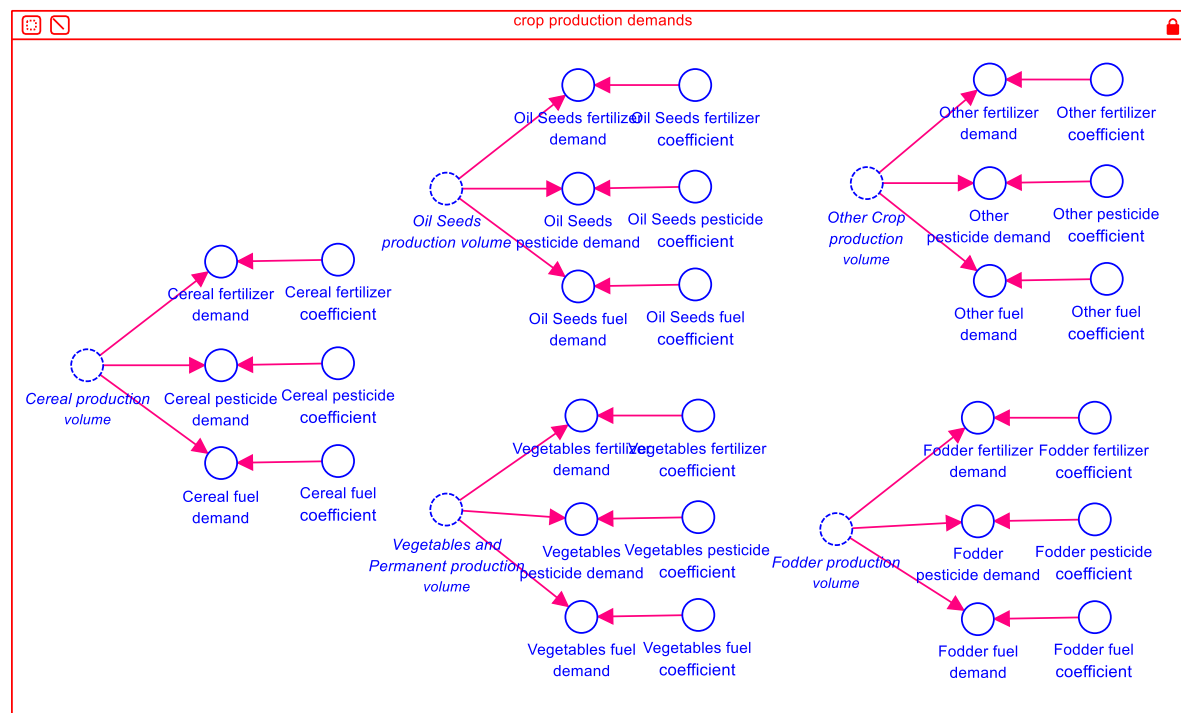 crop production demands
Oil Seeds fertilizer
demand
Oil Seeds fertilizer
coefficient
Oil Seeds
production volume
Oil Seeds
pesticide demand
Oil Seeds pesticide
coefficient
Oil Seeds fuel
demand
Oil Seeds fuel
coefficient
Other fertilizer
demand
Other fertilizer
coefficient
Other Crop
production
volume
Other
pesticide demand
Other pesticide
coefficient
Other fuel
demand
Other fuel
coefficient
Cereal fertilizer
demand
Cereal fertilizer
coefficient
Cereal production
volume
Cereal pesticide
demand
Cereal pesticide
coefficient
Cereal fuel
demand
Cereal fuel
coefficient
Vegetables fertilizer
demand
Vegetables fertilizer
coefficient
Vegetables and
Permanent production
volume
Vegetables
pesticide demand
Vegetables pesticide
coefficient
Vegetables fuel
demand
Vegetables fuel
coefficient
Fodder fertilizer
demand
Fodder fertilizer
coefficient
Fodder production
volume
Fodder
pesticide demand
Fodder pesticide
coefficient
Fodder fuel
demand
Fodder fuel
coefficient